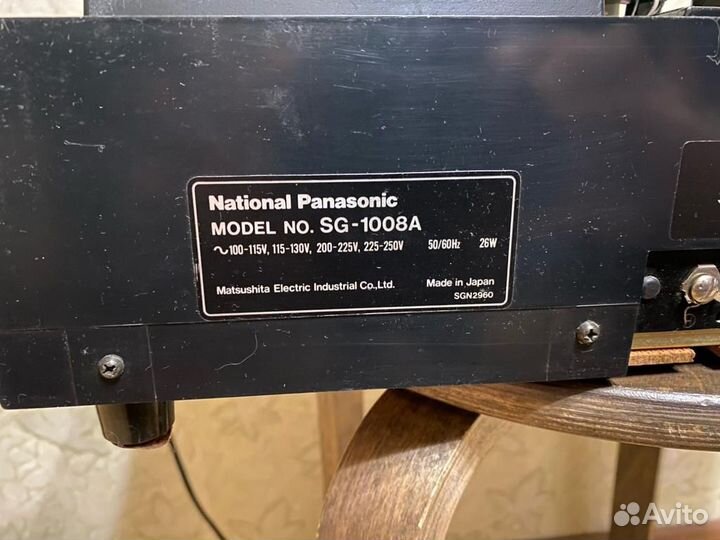 National Panasonic
MODEL NO. SG-1008A
~100-115V, 115-130V, 200-225V, 225-250V 50/60Hz 26W
Matsushita Electric Industrial Co.,Ltd. Made in Japan
SGN2960
Avito